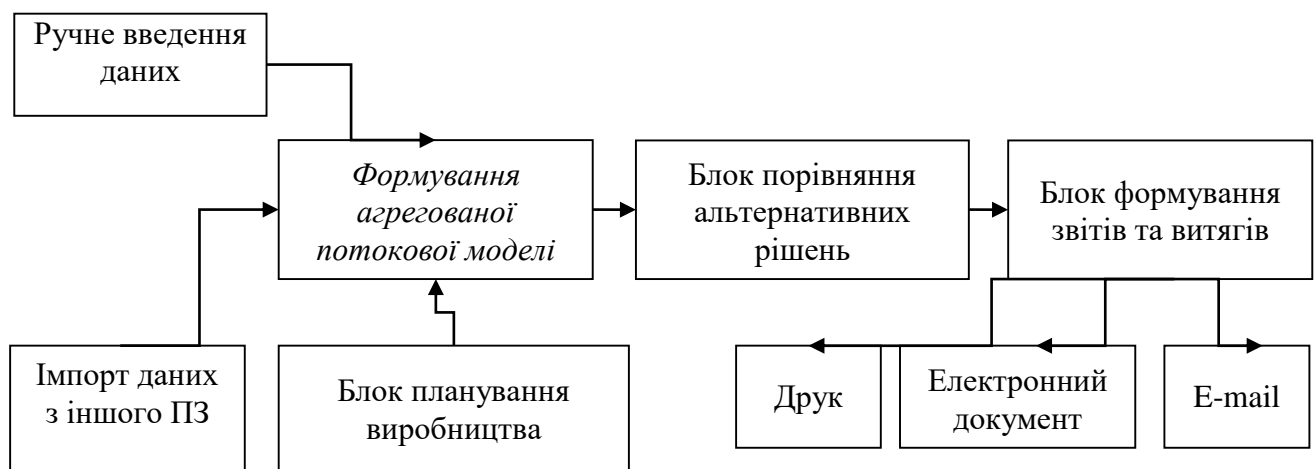 Ручне введення
даних
Формування
агрегованої
потокової моделі
Блок порівняння
альтернативних
рішень
Блок формування
звітів та витягів
Імпорт даних
з іншого ПЗ
Блок планування
виробництва
Друк
Електронний
документ
E-mail